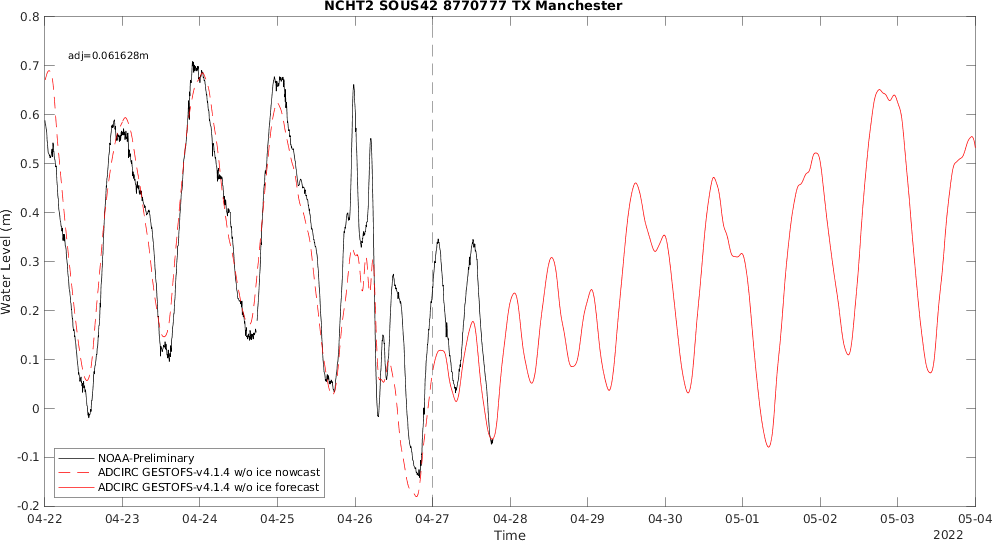 NCHT2 SOUS42 8770777 TX Manchester
adj=0.061628m
Water Level (m)
0.8
0.7
0.6
0.5
0.4
0.3
0.2
0.1
0
-0.1
-0.2
NOAA-Preliminary
ADCIRC GESTOFS-v4.1.4 w/o ice nowcast
ADCIRC GESTOFS-v4.1.4 w/o ice forecast
04-22 04-23 04-24 04-25 04-26 04-27 04-28 04-29 04-30 05-01 05-02 05-03 05-04
Time
2022